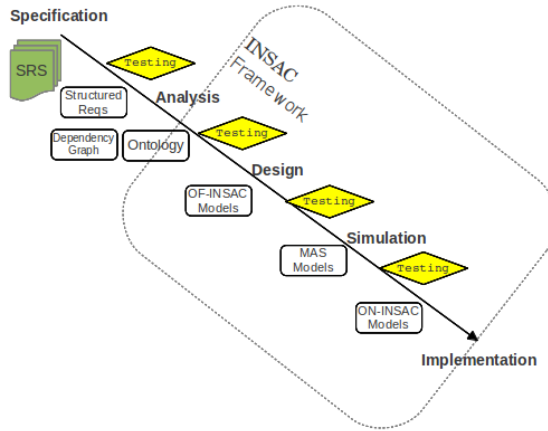 Specification
SRS
Testing
INSAC
Framework
Structured
Reqs
Analysis
Dependency
Graph
Ontology
Testing
Design
OF-INSAC
Models
Testing
Simulation
MAS
Models
Testing
ON-INSAC
Models
Implementation